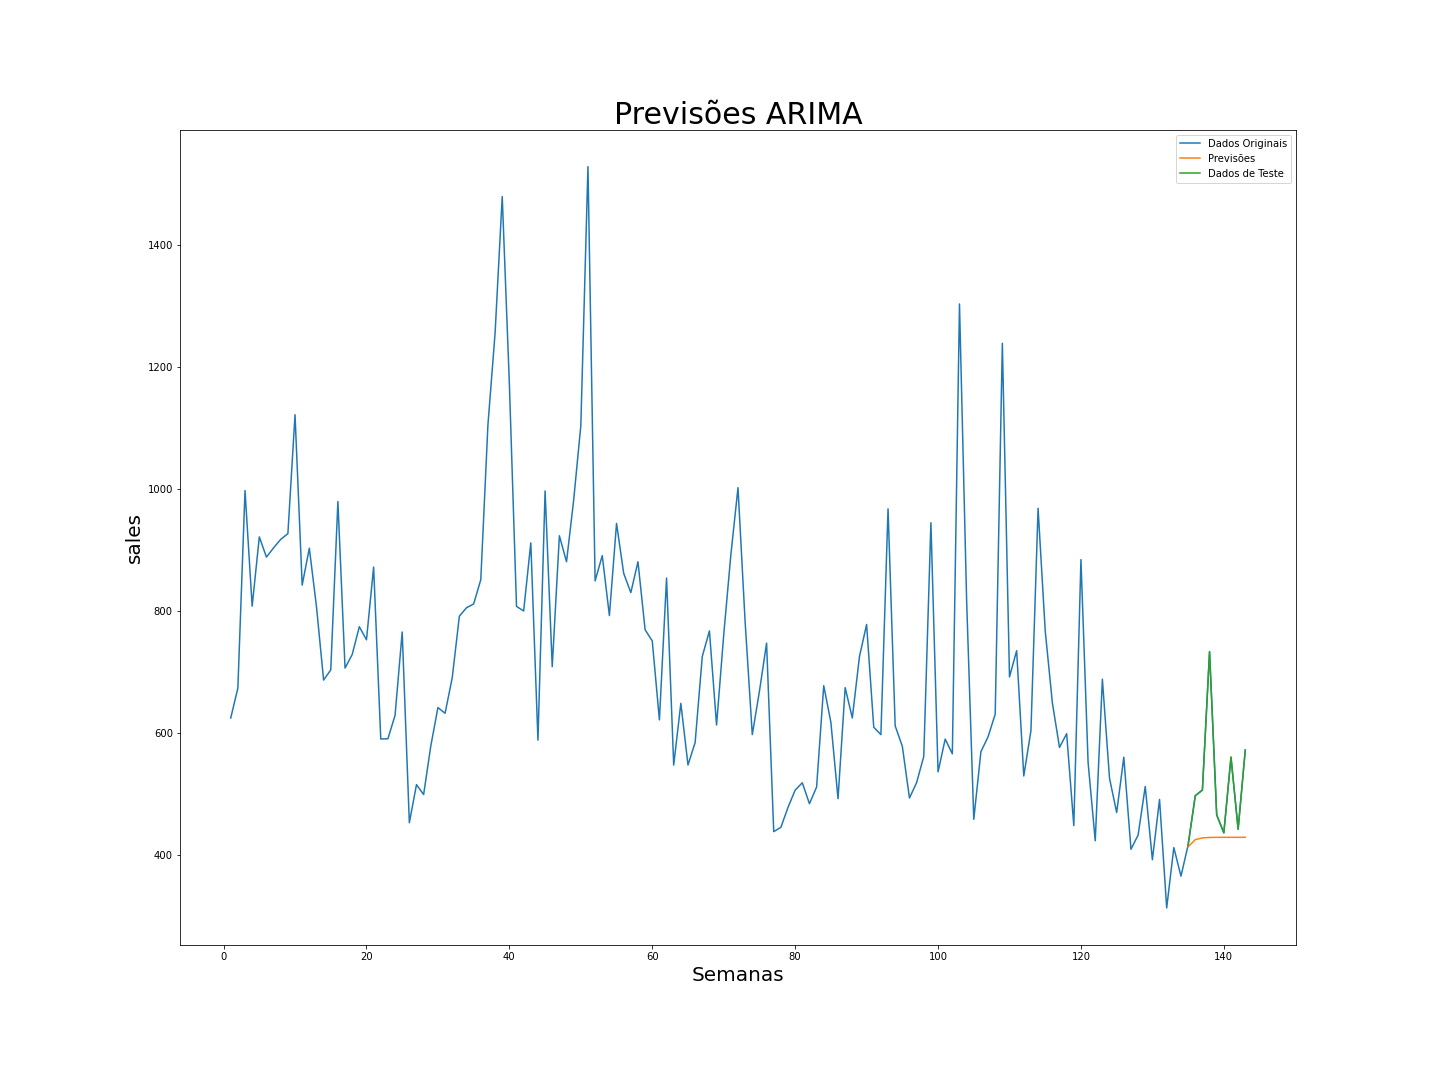 Previsões ARIMA
Dados Originais
Previsões
Dados de Teste
sales
1400
1200
1000
800
600
400
0 20 40 60 80 100 120 140
Semanas